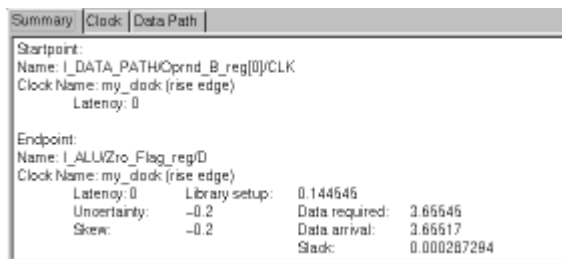 Summary Clock Data Path
Startpoint:
Name: I_DATA_PATH/Oprnd_B_reg[0]/CLK
Clock Name: my_clock (rise edge)
Latency: 0
Endpoint:
Name: I_ALU/Zro_Flag_reg/D
Clock Name: my_clock (rise edge)
Latency: 0 Library setup: 0.144545
Uncertainty: -0.2 Data required: 3.65545
Skew: -0.2 Data arrival: 3.65517
Slack: 0.000287294